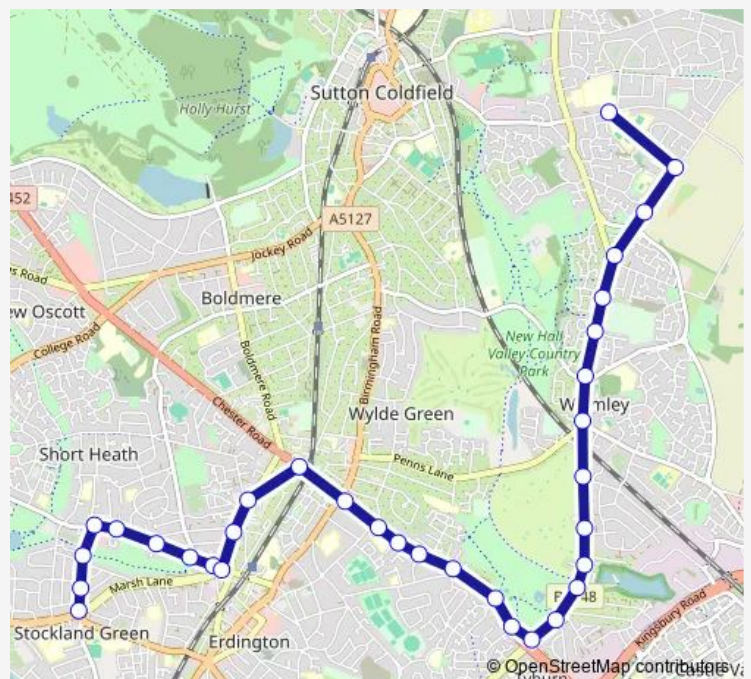 Sutton Coldfield
Holly Hurst
452
A5127
Jockey Road
Boldmere
ew Oscott
College Road
Birmingham Road
New Hall
Valley Country
Park
Boldmere Road
Chester Road
Wylde Green
W mley
Short Heath
Penns Lane
Marsh Lane
B 48
Kingsbury Road
Stockland Green
Erdington
© OpenStreetMap contributors